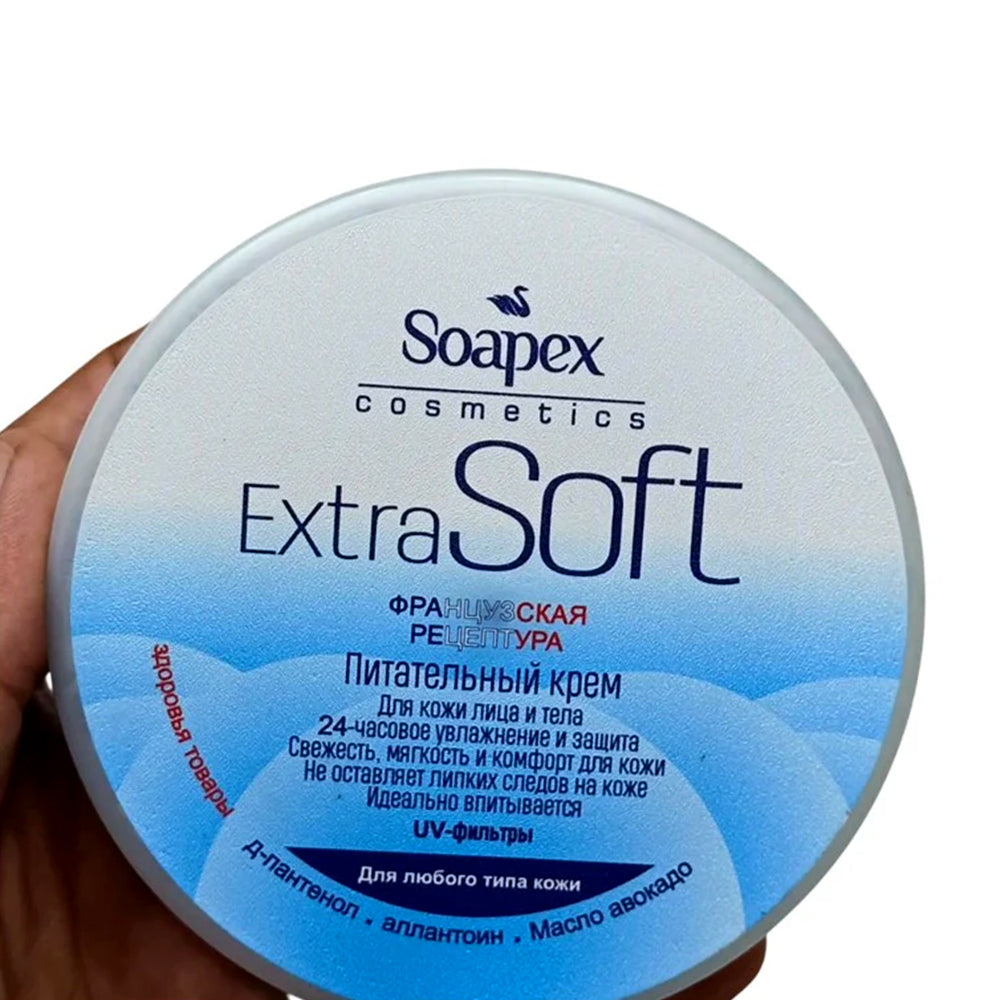 Soapex
cosmetics
ExtraSoft
ФРАНЦУЗСКАЯ
РЕЦЕПТУРА
Питательный крем
Для кожи лица и тела
24-часовое увлажнение и защита
Свежесть, мягкость и комфорт для кожи
Не оставляет липких следов на коже
Идеально впитывается
UV-фильтры
Для любого типа кожи
здоровья товары
д-пантенол . аллантоин . Масло авокадо